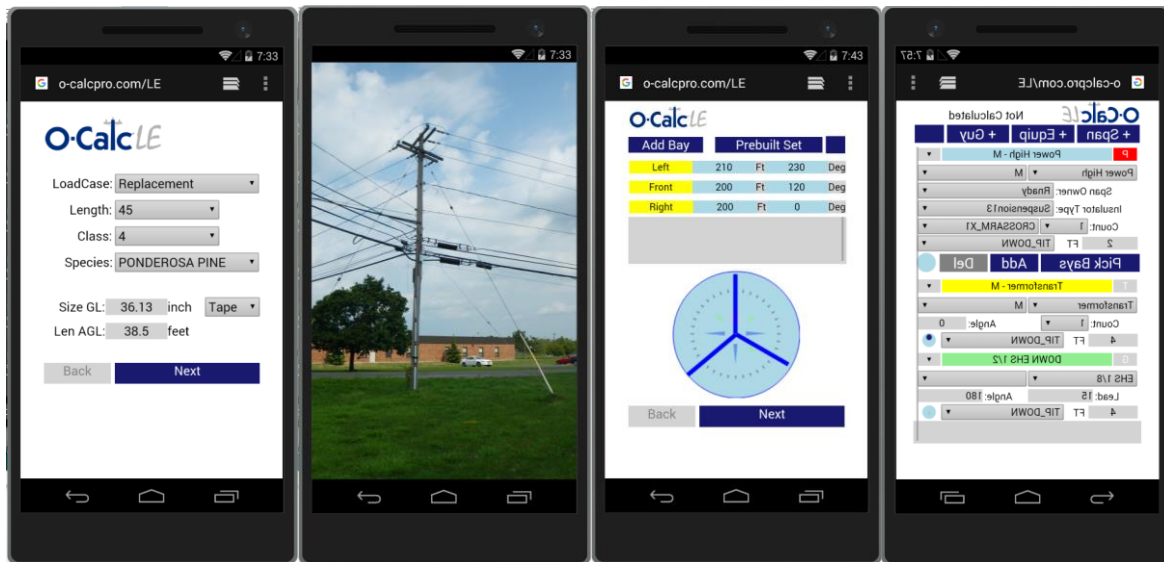 7:33
o-calcpro.com/LE
O-Calc LE
LoadCase: Replacement
Length: 45
Class: 4
Species: PONDEROSA PINE
Size GL: 36.13 inch Tape
Len AGL: 38.5 feet
Back Next
7:33
7:43
o-calcpro.com/LE
O-Calc LE
Add Bay Prebuilt Set
Left 210 Ft 230 Deg
Front 200 Ft 120 Deg
Right 200 Ft 0 Deg
Back Next
7:57
o-calcpro.com/LE
O-Calc LE Not Calculated
+ Span + Equip + Guy
P Power High - M
Power High M
Span Owner: Rnady
Insulator Type: Suspension13
Count: 1 CROSSARM_X1
2 FT TIP_DOWN
Pick Bays Add Del
T Transformer - M
Transformer M
Count: 1 Angle: 0
4 FT TIP_DOWN
G DOWN EHS 1/2
EHS 1/8
Lead: 15 Angle: 180
4 FT TIP_DOWN